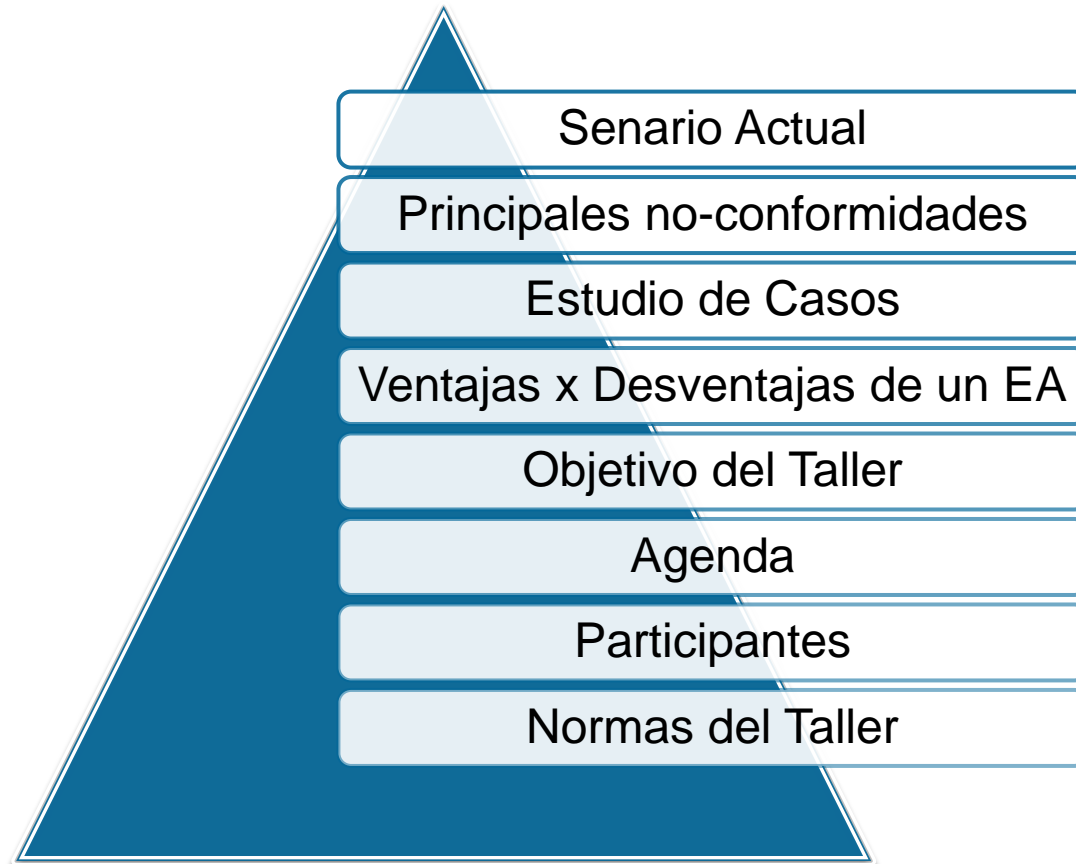 Senario Actual
Principales no-conformidades
Estudio de Casos
Ventajas x Desventajas de un EA
Objetivo del Taller
Agenda
Participantes
Normas del Taller